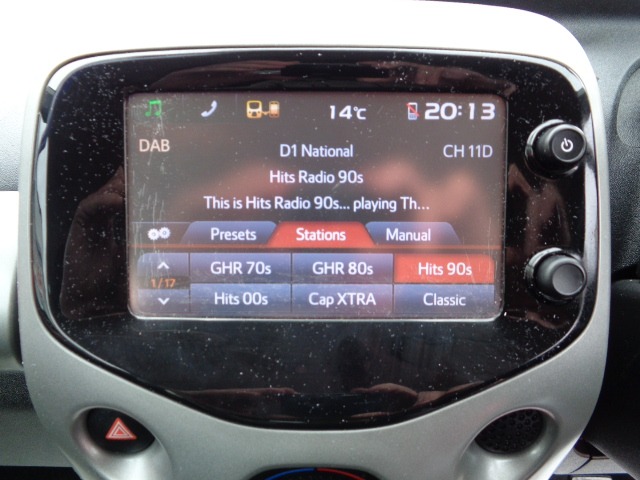 14°C 20:13
DAB D1 National CH 11D
Hits Radio 90s
This is Hits Radio 90s... playing Th...
Presets Stations Manual
GHR 70s GHR 80s Hits 90s
1/17
Hits 00s Cap XTRA Classic